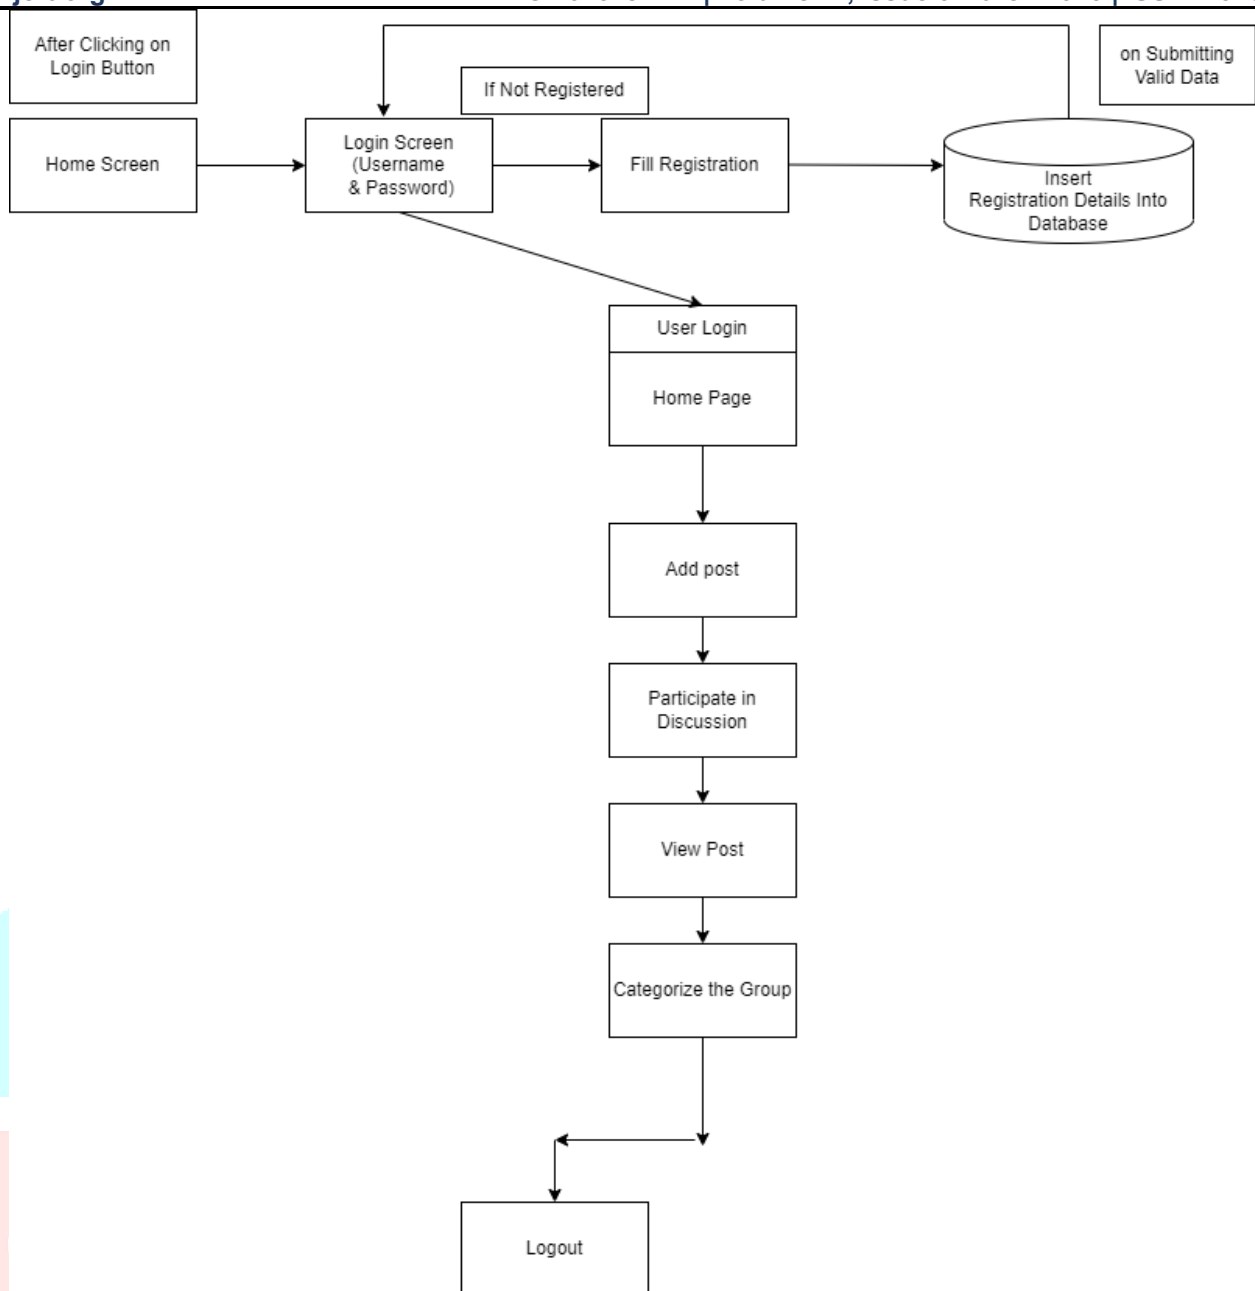 After Clicking on
Login Button
on Submitting
Valid Data
If Not Registered
Home Screen
Login Screen
(Username
& Password)
Fill Registration
Insert
Registration Details Into
Database
User Login
Home Page
Add post
Participate in
Discussion
View Post
Categorize the Group
Logout